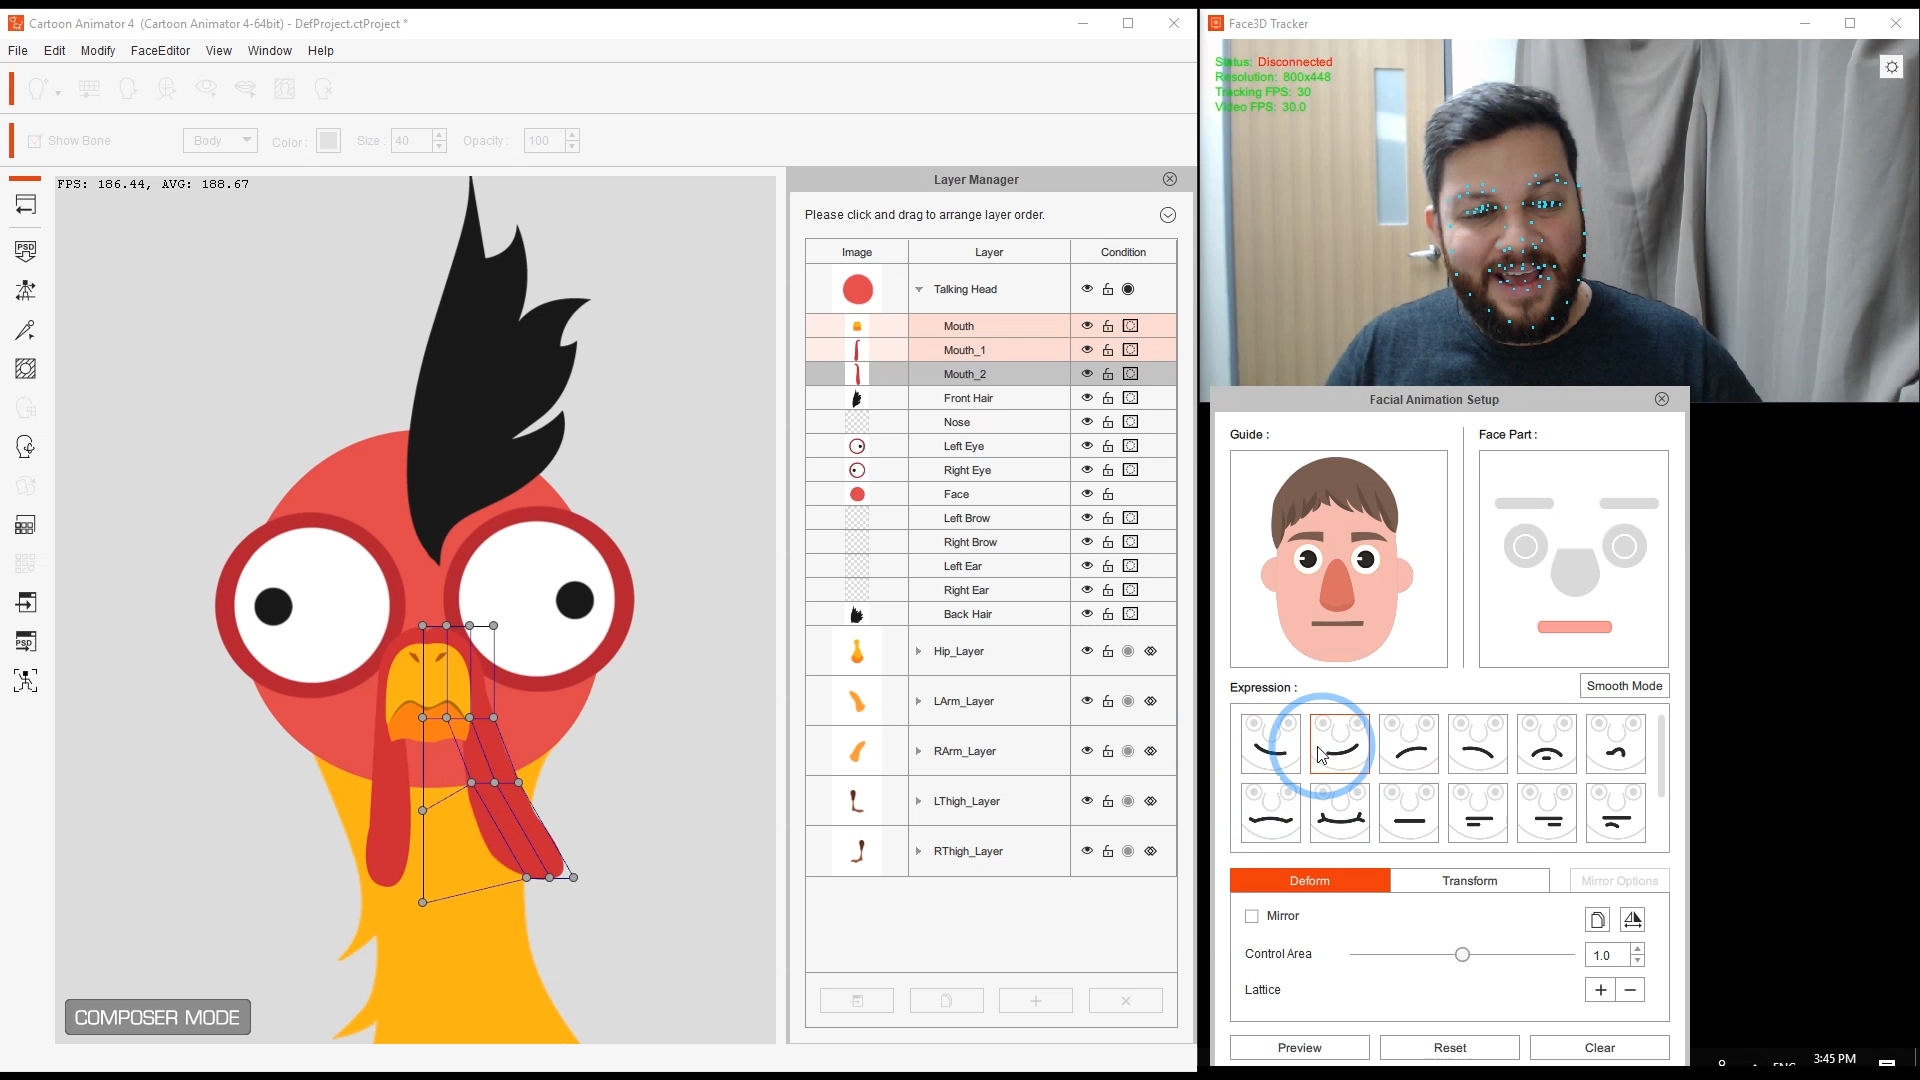 Cartoon Animator 4 (Cartoon Animator 4-64bit) - DefProject.ctProject *
File Edit Modify FaceEditor View Window Help
Show Bone Body Color : Size : 40 Opacity : 100
FPS: 186.44, AVG: 188.67
PSD
PSD
COMPOSER MODE
Layer Manager
Please click and drag to arrange layer order.
Image Layer Condition
Talking Head
Mouth
Mouth_1
Mouth_2
Front Hair
Nose
Left Eye
Right Eye
Face
Left Brow
Right Brow
Left Ear
Right Ear
Back Hair
Hip_Layer
LArm_Layer
RArm_Layer
LThigh_Layer
RThigh_Layer
Face3D Tracker
Status: Disconnected
Resolution: 800x448
Tracking FPS: 30
Video FPS: 30.0
Facial Animation Setup
Guide : Face Part :
Expression : Smooth Mode
Deform Transform Mirror Options
Mirror
Control Area 1.0
Lattice + −
Preview Reset Clear
3:45 PM